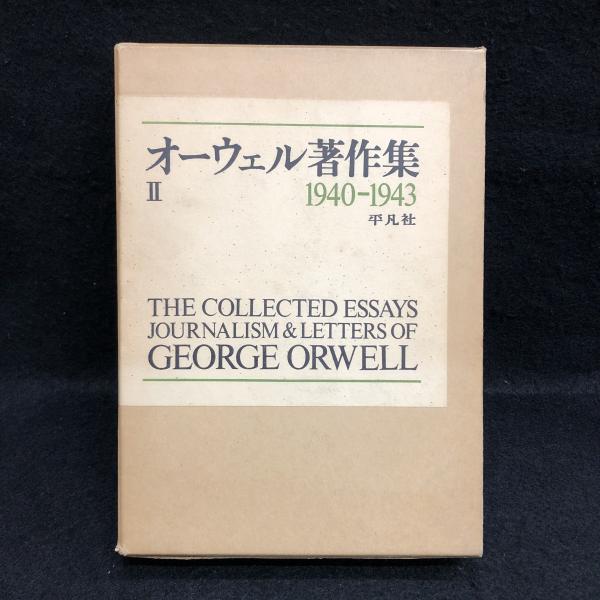 オーウェル著作集
II
1940-1943
平凡社
THE COLLECTED ESSAYS
JOURNALISM & LETTERS OF
GEORGE ORWELL